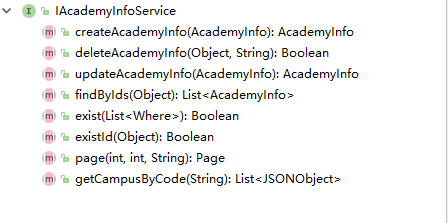 IAcademyInfoService
createAcademyInfo(AcademyInfo): AcademyInfo
deleteAcademyInfo(Object, String): Boolean
updateAcademyInfo(AcademyInfo): AcademyInfo
findByIds(Object): List<AcademyInfo>
exist(List<Where>): Boolean
existId(Object): Boolean
page(int, int, String): Page
getCampusByCode(String): List<JSONObject>